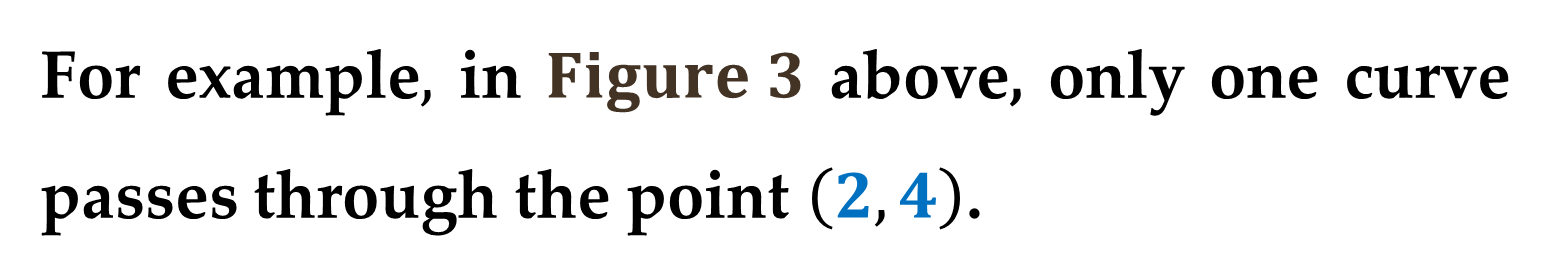 For example, in Figure 3 above, only one curve
passes through the point (2, 4).